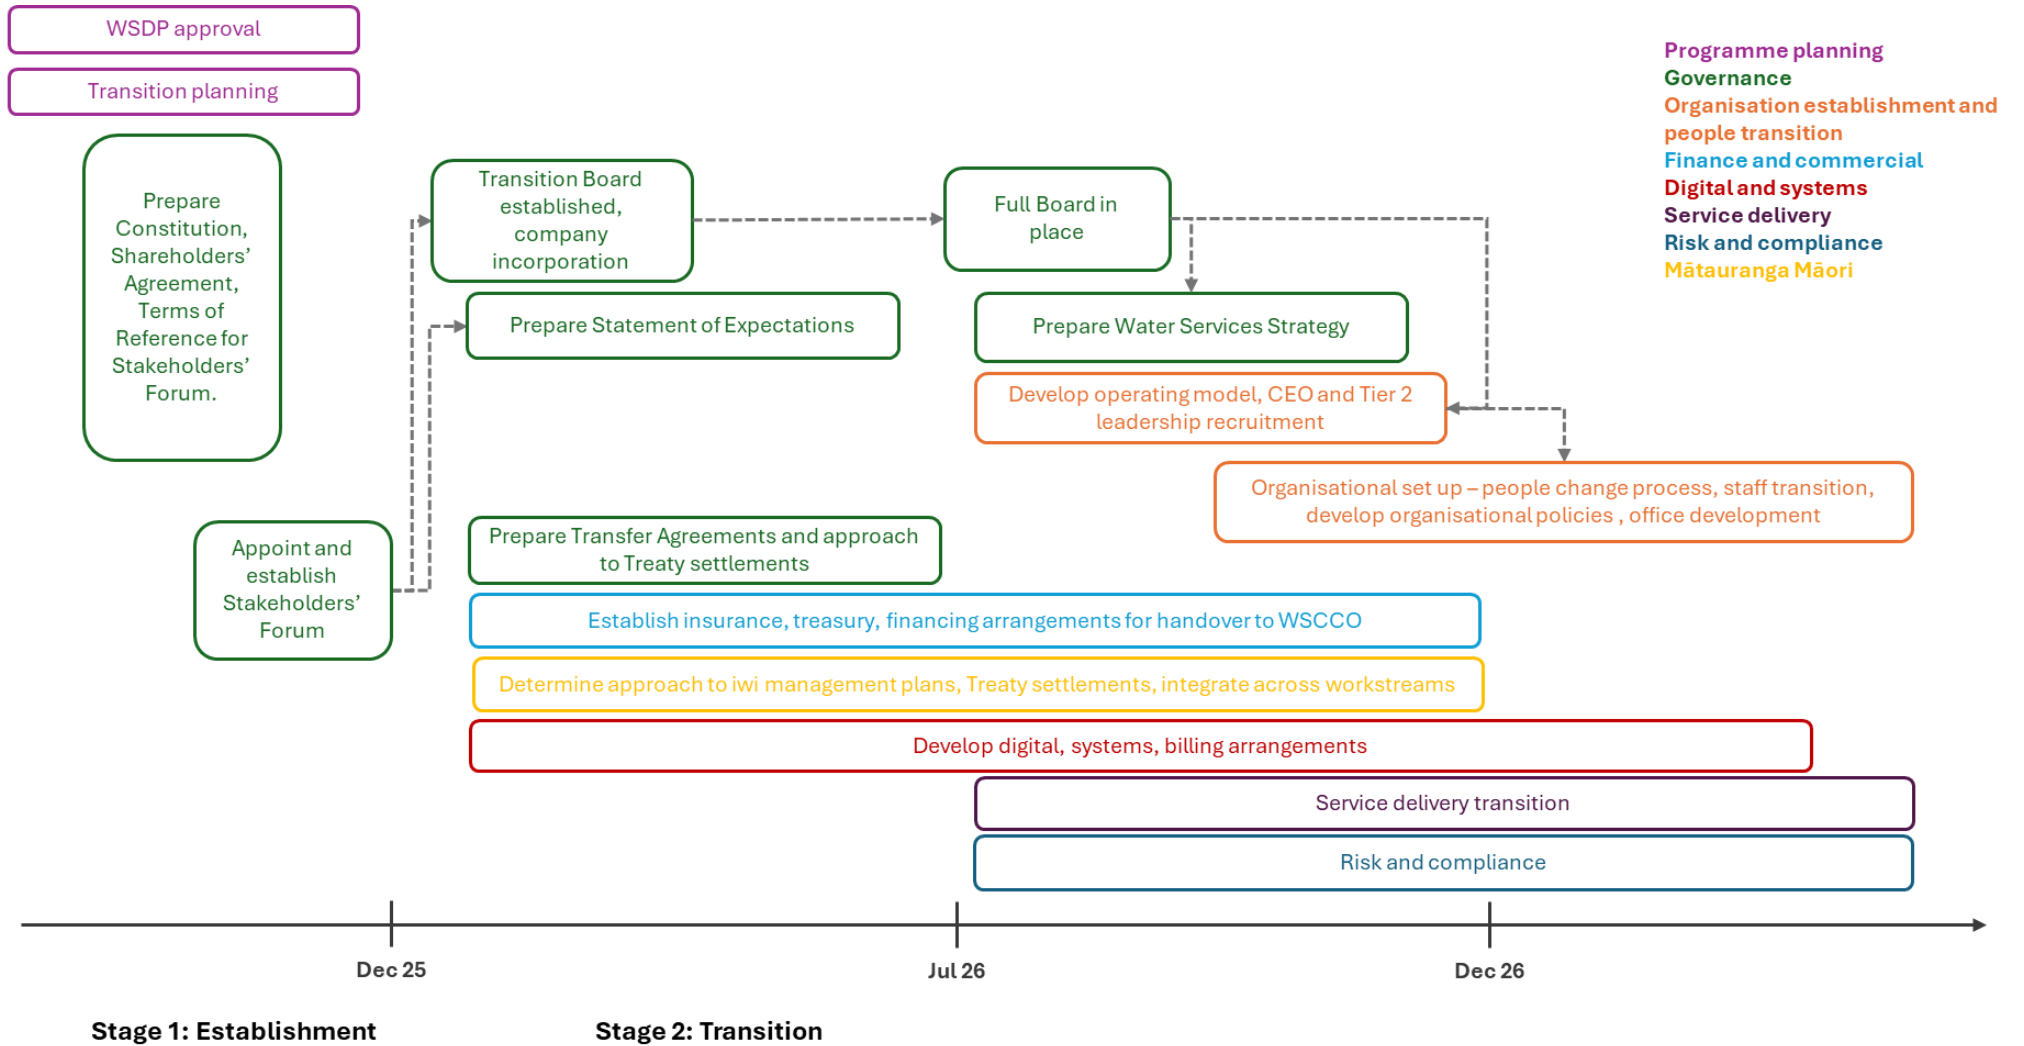 WSDP approval
Transition planning
Prepare
Constitution,
Shareholders’
Agreement,
Terms of
Reference for
Stakeholders’
Forum.
Appoint and
establish
Stakeholders’
Forum
Transition Board
established,
company
incorporation
Prepare Statement of Expectations
Full Board in
place
Prepare Water Services Strategy
Develop operating model, CEO and Tier 2
leadership recruitment
Organisational set up – people change process, staff transition,
develop organisational policies , office development
Prepare Transfer Agreements and approach
to Treaty settlements
Establish insurance, treasury, financing arrangements for handover to WSCCO
Determine approach to iwi management plans, Treaty settlements, integrate across workstreams
Develop digital, systems, billing arrangements
Service delivery transition
Risk and compliance
Programme planning
Governance
Organisation establishment and
people transition
Finance and commercial
Digital and systems
Service delivery
Risk and compliance
Mātauranga Māori
Dec 25
Jul 26
Dec 26
Stage 1: Establishment
Stage 2: Transition